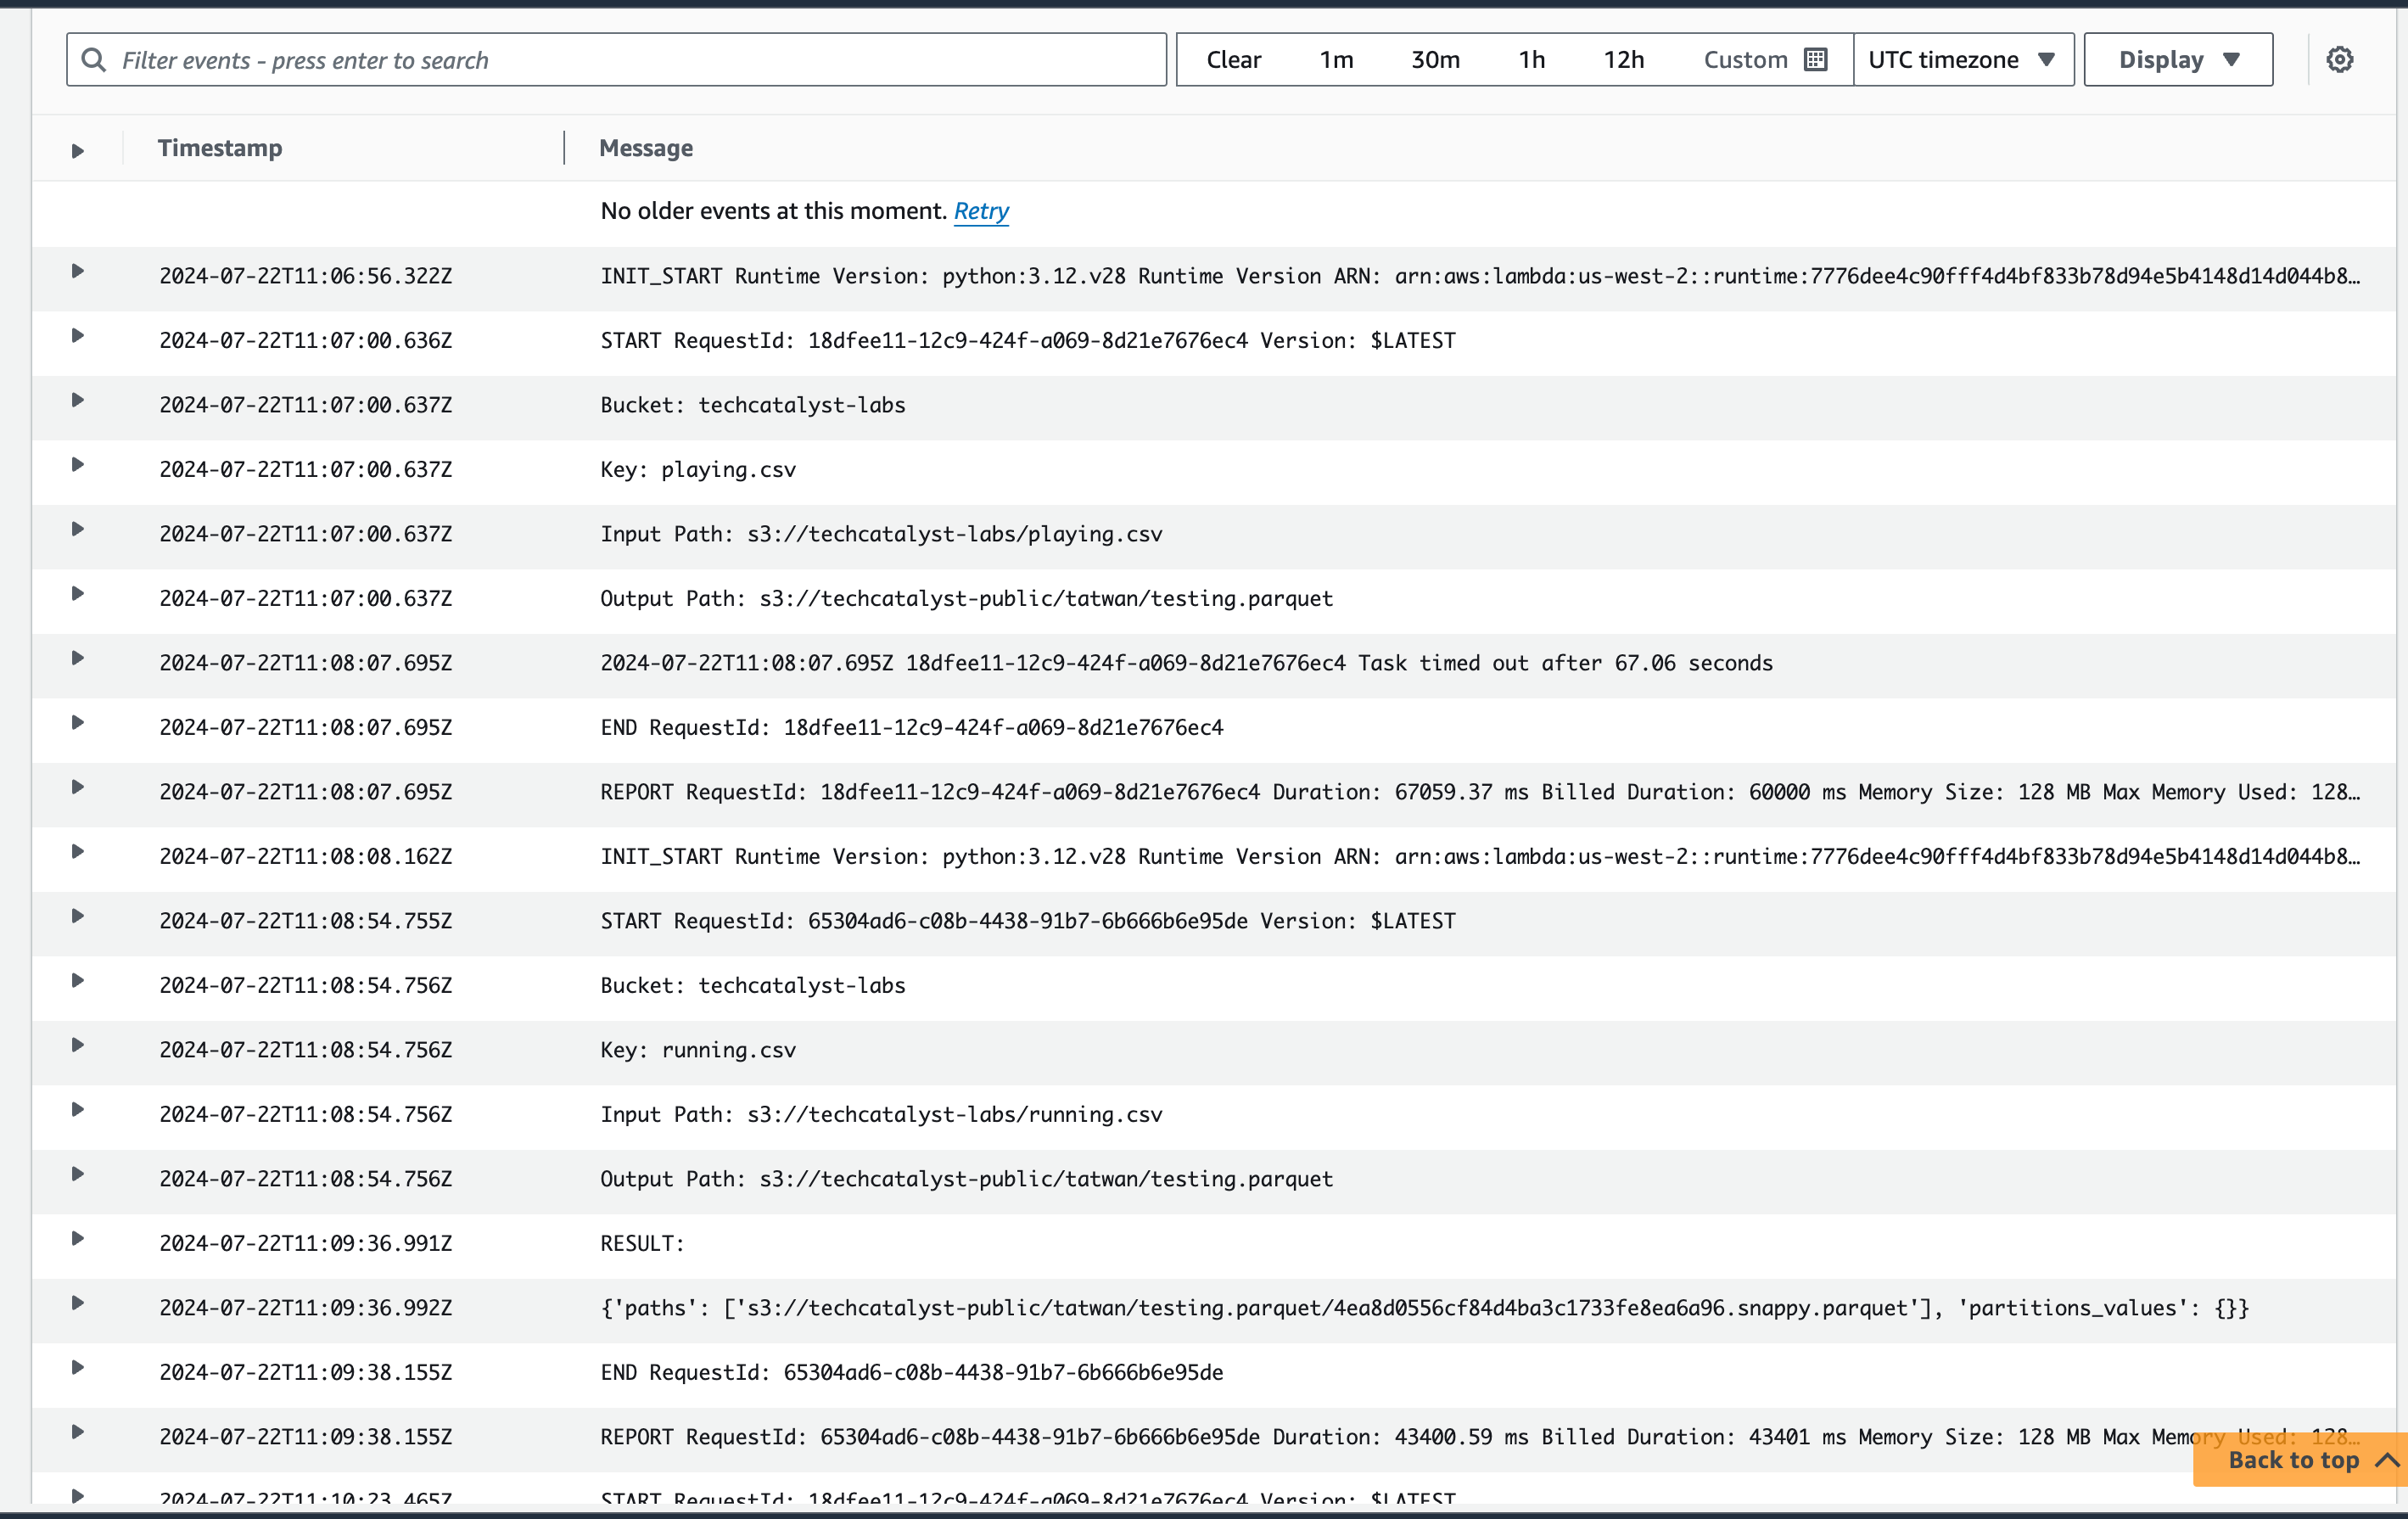 Filter events - press enter to search
Clear 1m 30m 1h 12h Custom UTC timezone Display
Timestamp Message
No older events at this moment. Retry
2024-07-22T11:06:56.322Z INIT_START Runtime Version: python:3.12.v28 Runtime Version ARN: arn:aws:lambda:us-west-2::runtime:7776dee4c90fff4d4bf833b78d94e5b4148d14d044b8…
2024-07-22T11:07:00.636Z START RequestId: 18dfee11-12c9-424f-a069-8d21e7676ec4 Version: $LATEST
2024-07-22T11:07:00.637Z Bucket: techcatalyst-labs
2024-07-22T11:07:00.637Z Key: playing.csv
2024-07-22T11:07:00.637Z Input Path: s3://techcatalyst-labs/playing.csv
2024-07-22T11:07:00.637Z Output Path: s3://techcatalyst-public/tatwan/testing.parquet
2024-07-22T11:08:07.695Z 2024-07-22T11:08:07.695Z 18dfee11-12c9-424f-a069-8d21e7676ec4 Task timed out after 67.06 seconds
2024-07-22T11:08:07.695Z END RequestId: 18dfee11-12c9-424f-a069-8d21e7676ec4
2024-07-22T11:08:07.695Z REPORT RequestId: 18dfee11-12c9-424f-a069-8d21e7676ec4 Duration: 67059.37 ms Billed Duration: 60000 ms Memory Size: 128 MB Max Memory Used: 128…
2024-07-22T11:08:08.162Z INIT_START Runtime Version: python:3.12.v28 Runtime Version ARN: arn:aws:lambda:us-west-2::runtime:7776dee4c90fff4d4bf833b78d94e5b4148d14d044b8…
2024-07-22T11:08:54.755Z START RequestId: 65304ad6-c08b-4438-91b7-6b666b6e95de Version: $LATEST
2024-07-22T11:08:54.756Z Bucket: techcatalyst-labs
2024-07-22T11:08:54.756Z Key: running.csv
2024-07-22T11:08:54.756Z Input Path: s3://techcatalyst-labs/running.csv
2024-07-22T11:08:54.756Z Output Path: s3://techcatalyst-public/tatwan/testing.parquet
2024-07-22T11:09:36.991Z RESULT:
2024-07-22T11:09:36.992Z {'paths': ['s3://techcatalyst-public/tatwan/testing.parquet/4ea8d0556cf84d4ba3c1733fe8ea6a96.snappy.parquet'], 'partitions_values': {}}
2024-07-22T11:09:38.155Z END RequestId: 65304ad6-c08b-4438-91b7-6b666b6e95de
2024-07-22T11:09:38.155Z REPORT RequestId: 65304ad6-c08b-4438-91b7-6b666b6e95de Duration: 43400.59 ms Billed Duration: 43401 ms Memory Size: 128 MB Max Memory Used: 128…
Back to top
2024-07-22T11:10:23.465Z START RequestId: 18dfee11-12c9-424f-a069-8d21e7676ec4 Version: $LATEST